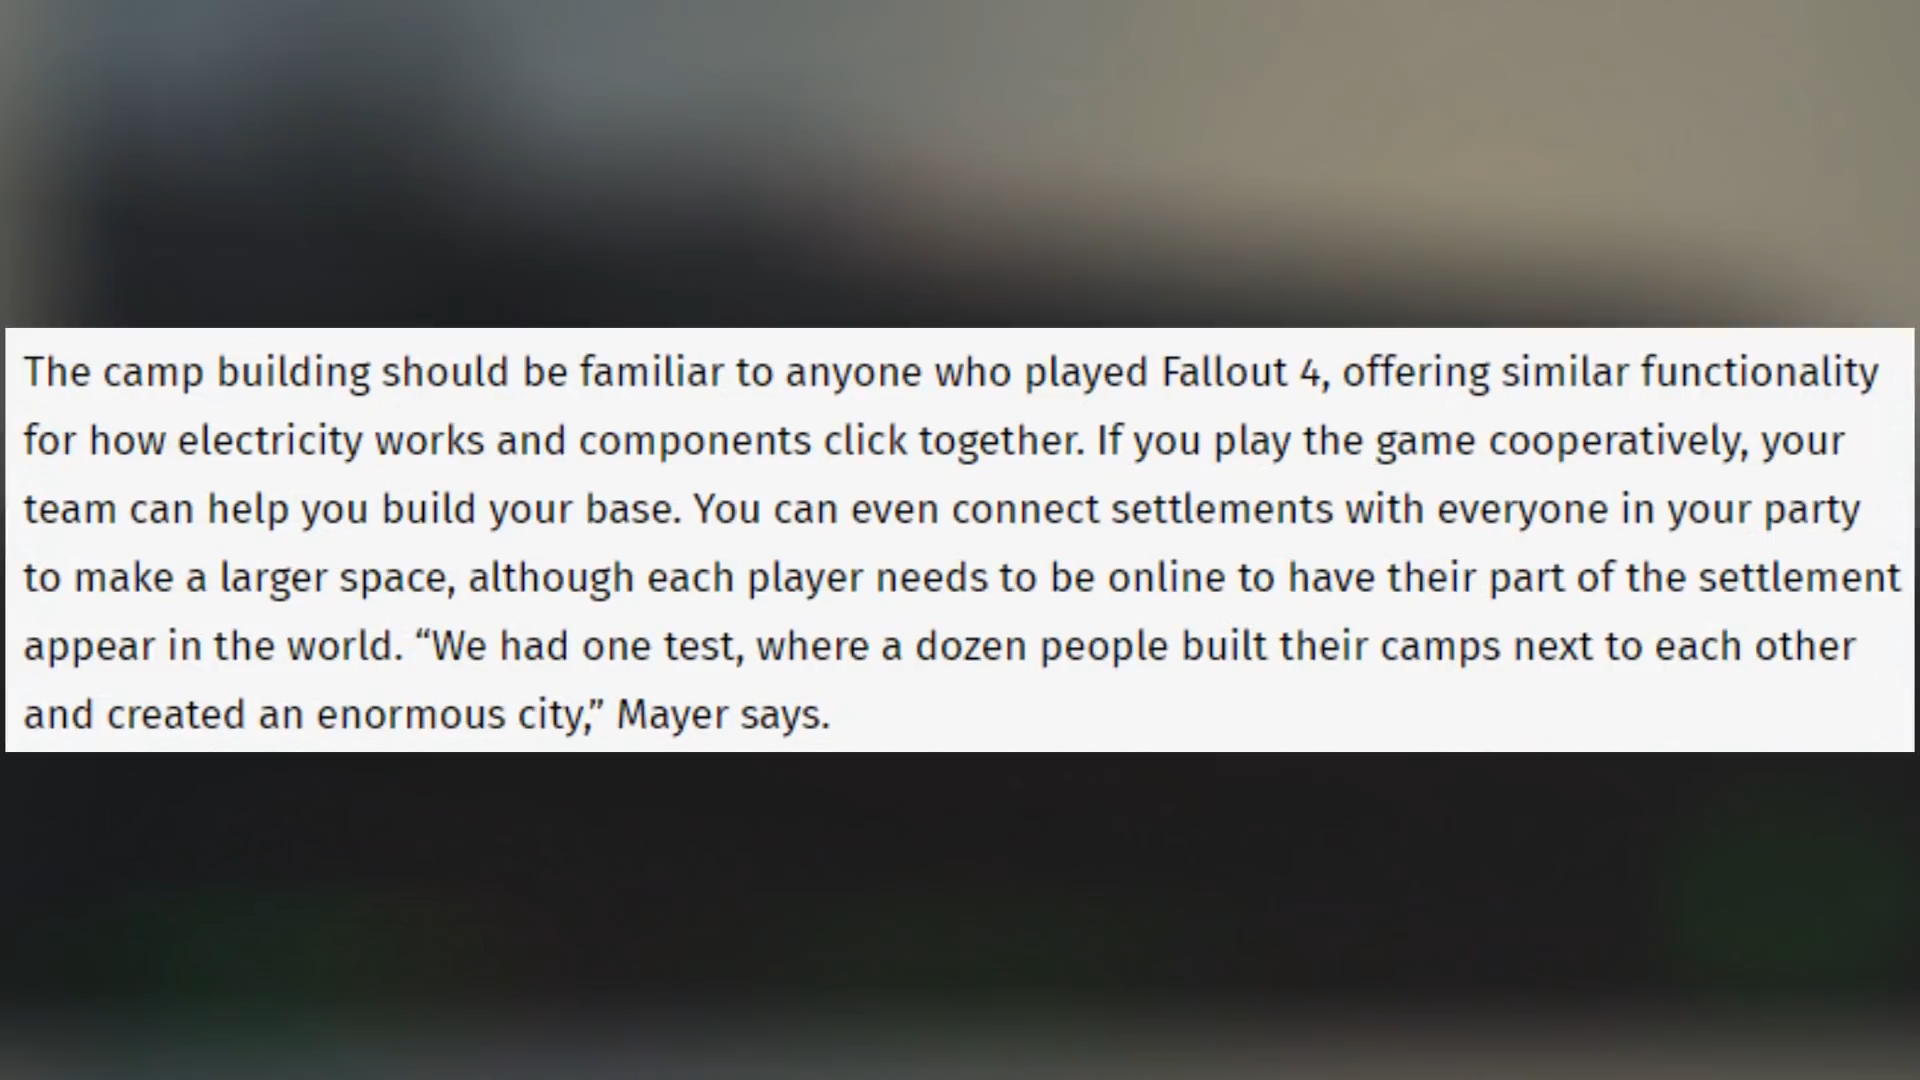 The camp building should be familiar to anyone who played Fallout 4, offering similar functionality
for how electricity works and components click together. If you play the game cooperatively, your
team can help you build your base. You can even connect settlements with everyone in your party
to make a larger space, although each player needs to be online to have their part of the settlement
appear in the world. “We had one test, where a dozen people built their camps next to each other
and created an enormous city,” Mayer says.